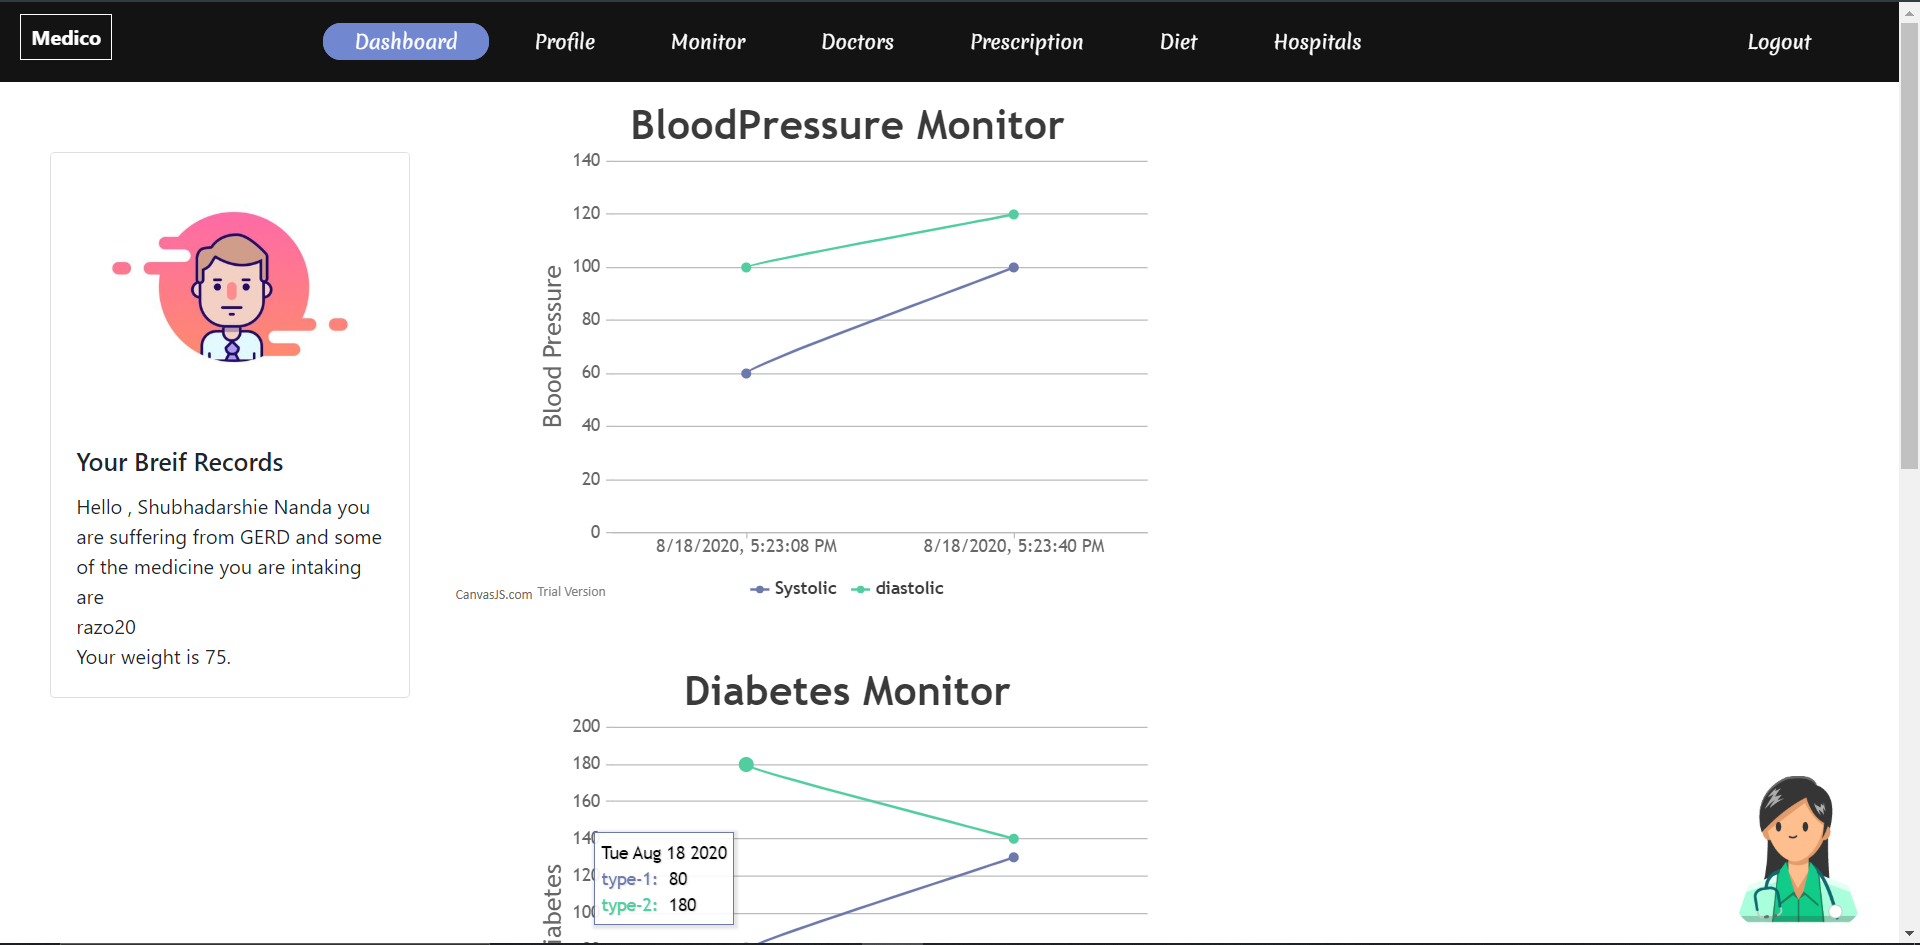 Medico
Dashboard
Profile
Monitor
Doctors
Prescription
Diet
Hospitals
Logout
Your Breif Records
Hello , Shubhadarshie Nanda you
are suffering from GERD and some
of the medicine you are intaking
are
razo20
Your weight is 75.
BloodPressure Monitor
Blood Pressure
140
120
100
80
60
40
20
0
8/18/2020, 5:23:08 PM
8/18/2020, 5:23:40 PM
Systolic
diastolic
CanvasJS.com Trial Version
Diabetes Monitor
200
180
160
Tue Aug 18 2020
type-1: 80
type-2: 180